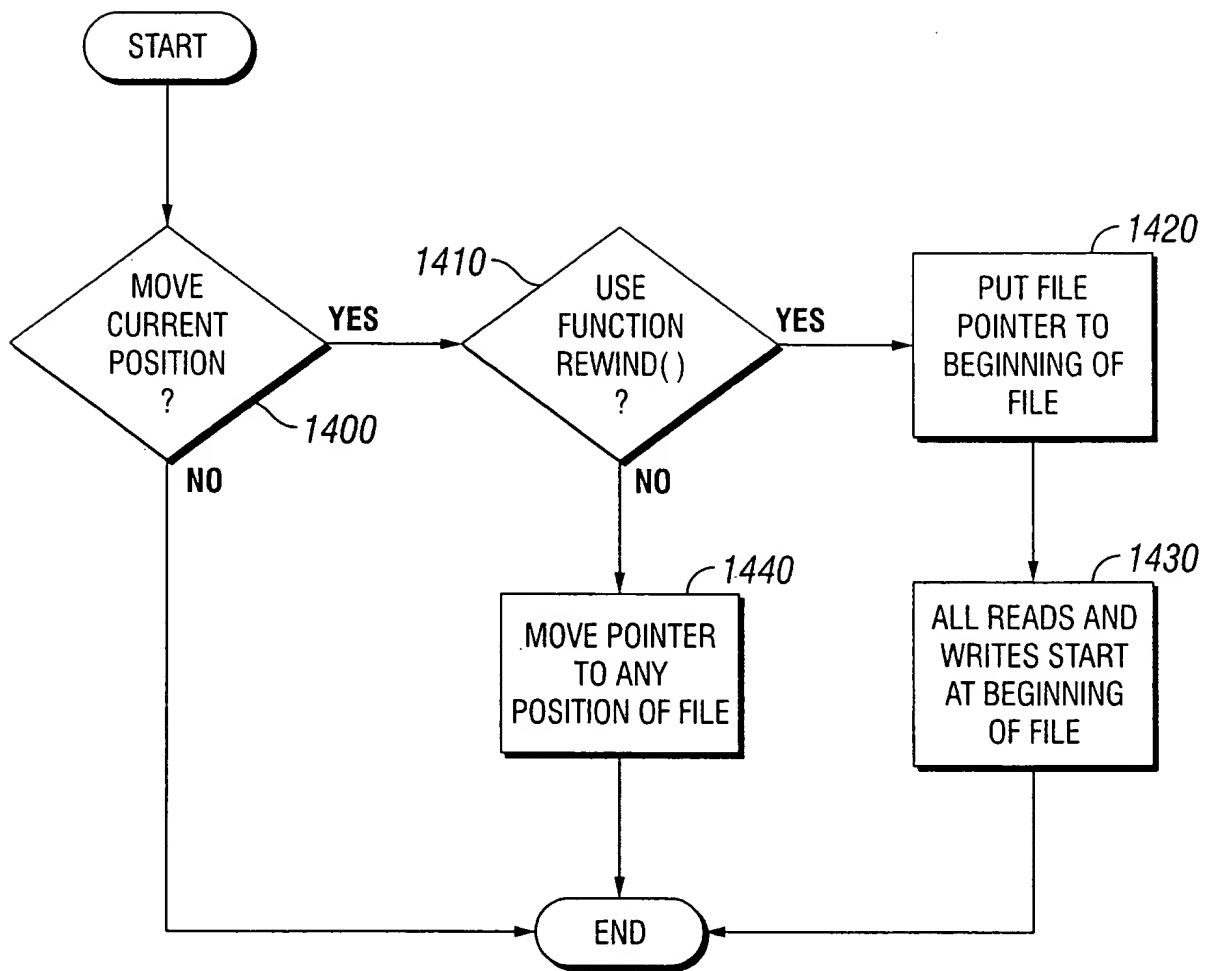 START
MOVE
CURRENT
POSITION
?
YES
1400
NO
1410
USE
FUNCTION
REWIND( )
?
YES
NO
1420
PUT FILE
POINTER TO
BEGINNING OF
FILE
1430
ALL READS AND
WRITES START
AT BEGINNING
OF FILE
1440
MOVE POINTER
TO ANY
POSITION OF FILE
END